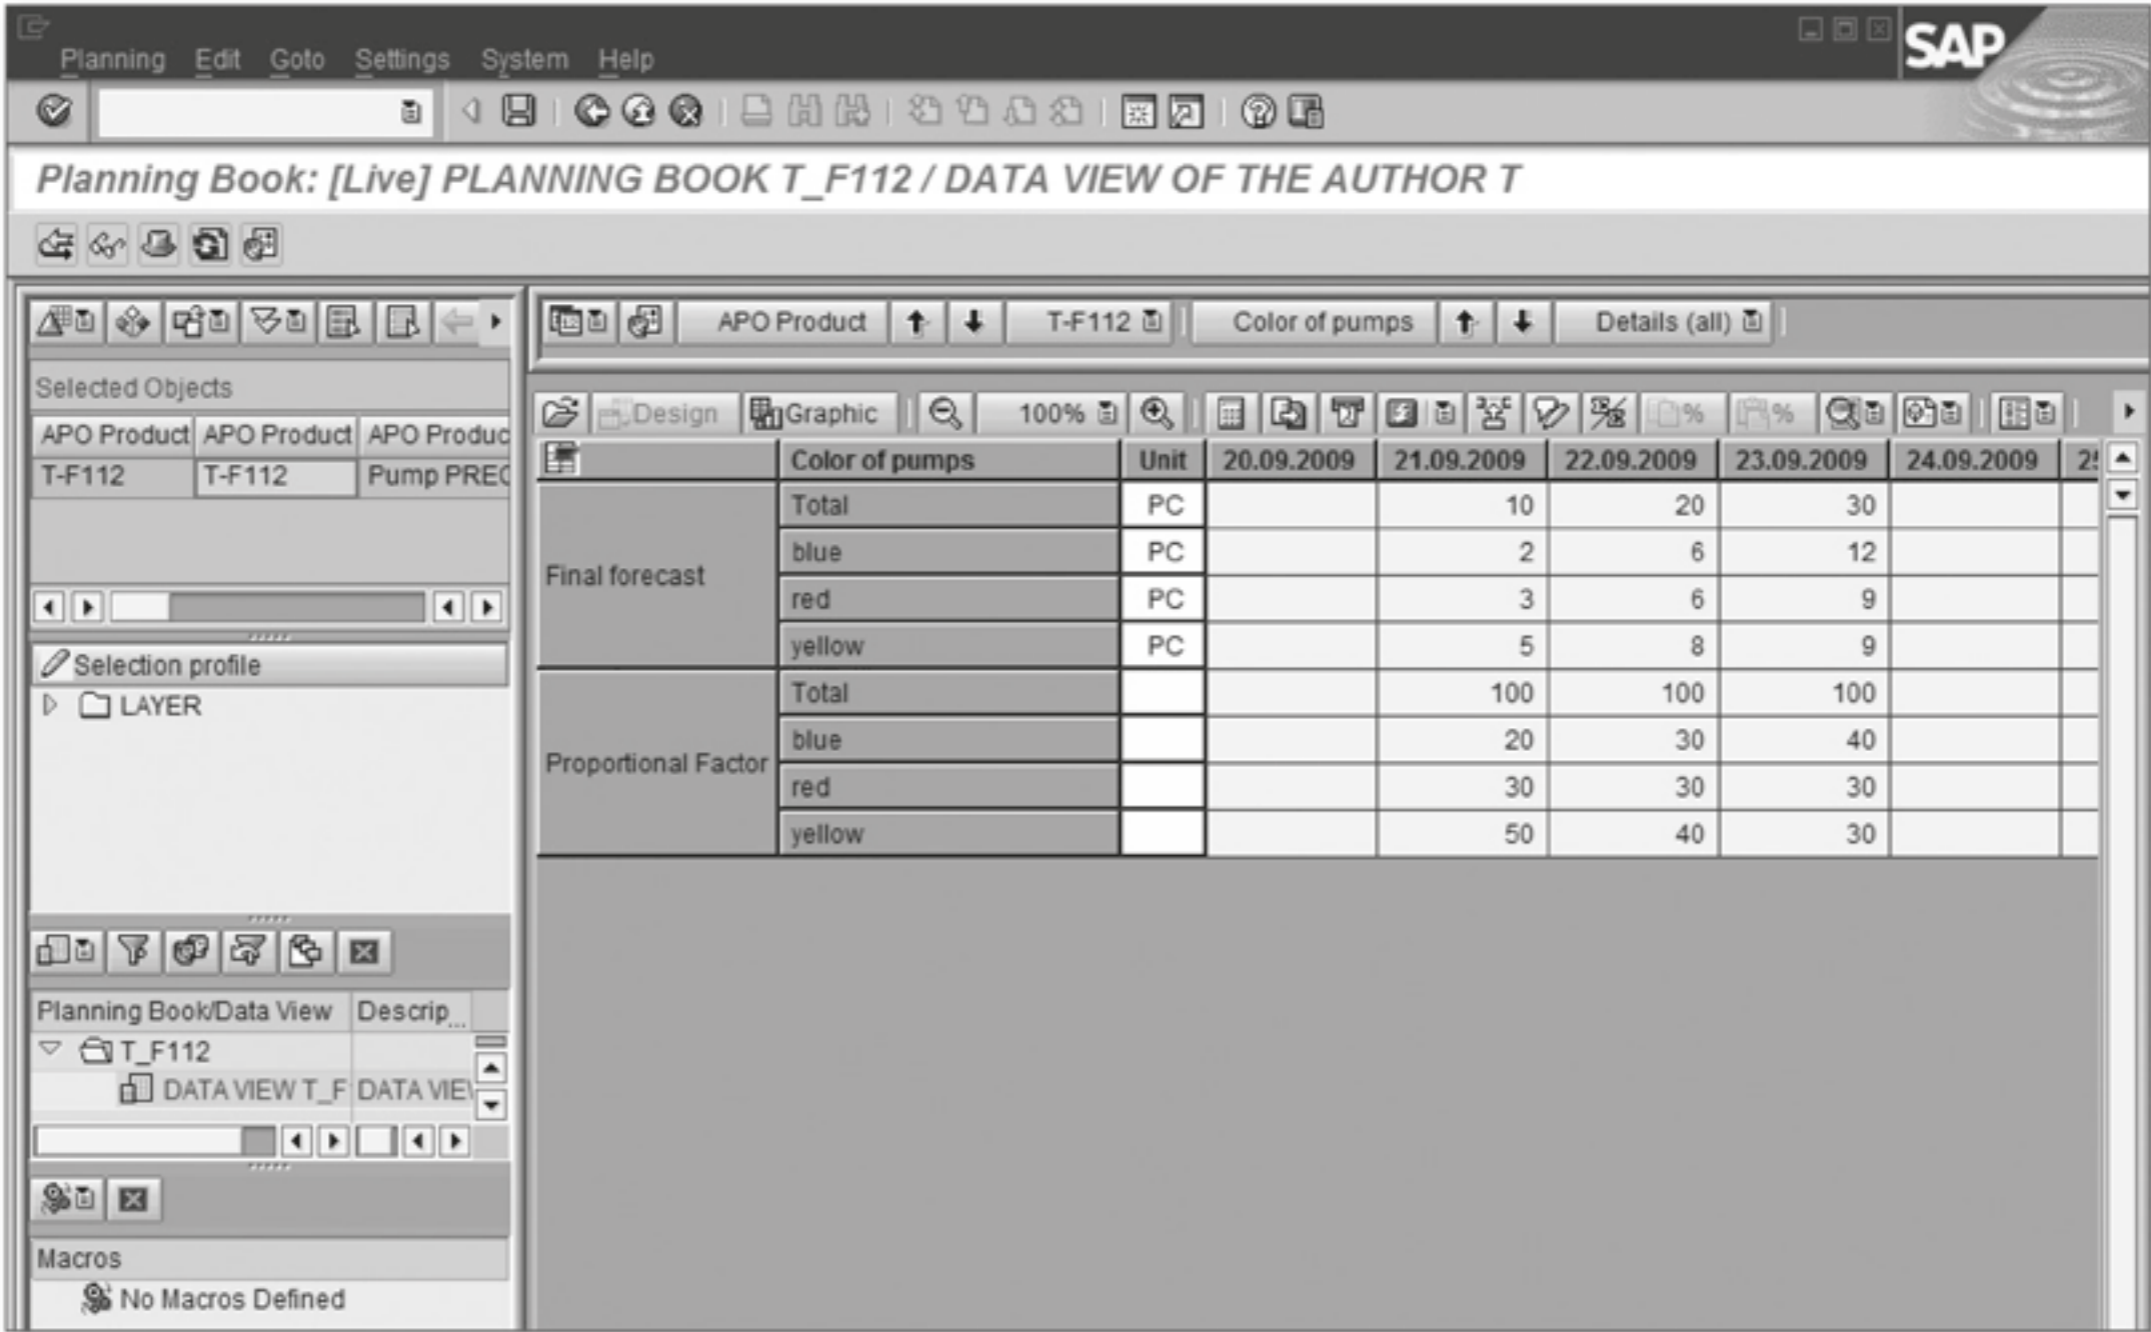 Planning Edit Goto Settings System Help
SAP
Planning Book: [Live] PLANNING BOOK T_F112 / DATA VIEW OF THE AUTHOR T
APO Product T-F112 Color of pumps Details (all)
Selected Objects
APO Product APO Product APO Produc
T-F112 T-F112 Pump PREC
Selection profile
LAYER
Planning Book/Data View Descrip...
T_F112
DATA VIEW T_F DATA VIE
Macros
No Macros Defined
Design Graphic 100% % %
Color of pumps Unit 20.09.2009 21.09.2009 22.09.2009 23.09.2009 24.09.2009
Final forecast
Total PC 10 20 30
blue PC 2 6 12
red PC 3 6 9
yellow PC 5 8 9
Proportional Factor
Total 100 100 100
blue 20 30 40
red 30 30 30
yellow 50 40 30